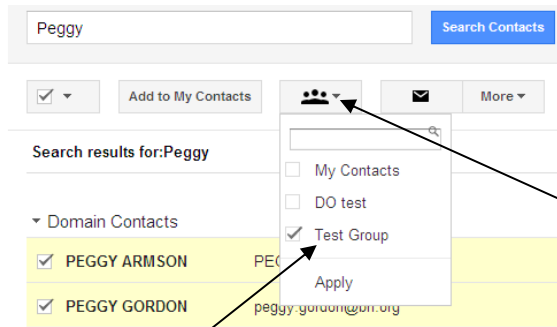 Peggy
Search Contacts
Add to My Contacts
More
Search results for:Peggy
My Contacts
DO test
Domain Contacts
Test Group
PEGGY ARMSON
Apply
PEGGY GORDON